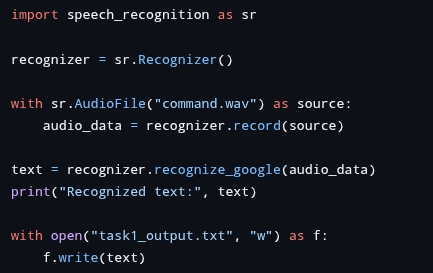 import speech_recognition as sr

recognizer = sr.Recognizer()

with sr.AudioFile("command.wav") as source:
    audio_data = recognizer.record(source)

text = recognizer.recognize_google(audio_data)
print("Recognized text:", text)

with open("task1_output.txt", "w") as f:
    f.write(text)